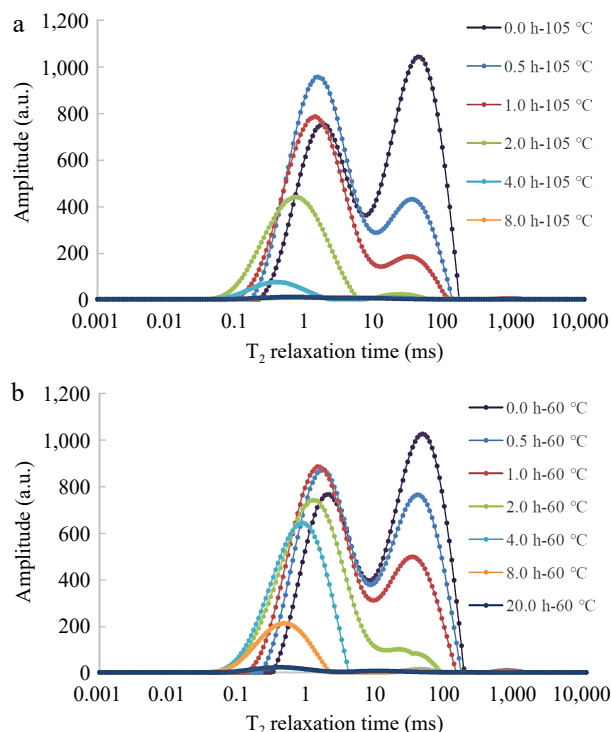 a
1,200
1,000
800
600
400
200
0
Amplitude (a.u.)
0.001 0.01 0.1 1 10 100 1,000 10,000
T₂ relaxation time (ms)
0.0 h-105 °C
0.5 h-105 °C
1.0 h-105 °C
2.0 h-105 °C
4.0 h-105 °C
8.0 h-105 °C
b
1,200
1,000
800
600
400
200
0
Amplitude (a.u.)
0.001 0.01 0.1 1 10 100 1,000 10,000
T₂ relaxation time (ms)
0.0 h-60 °C
0.5 h-60 °C
1.0 h-60 °C
2.0 h-60 °C
4.0 h-60 °C
8.0 h-60 °C
20.0 h-60 °C